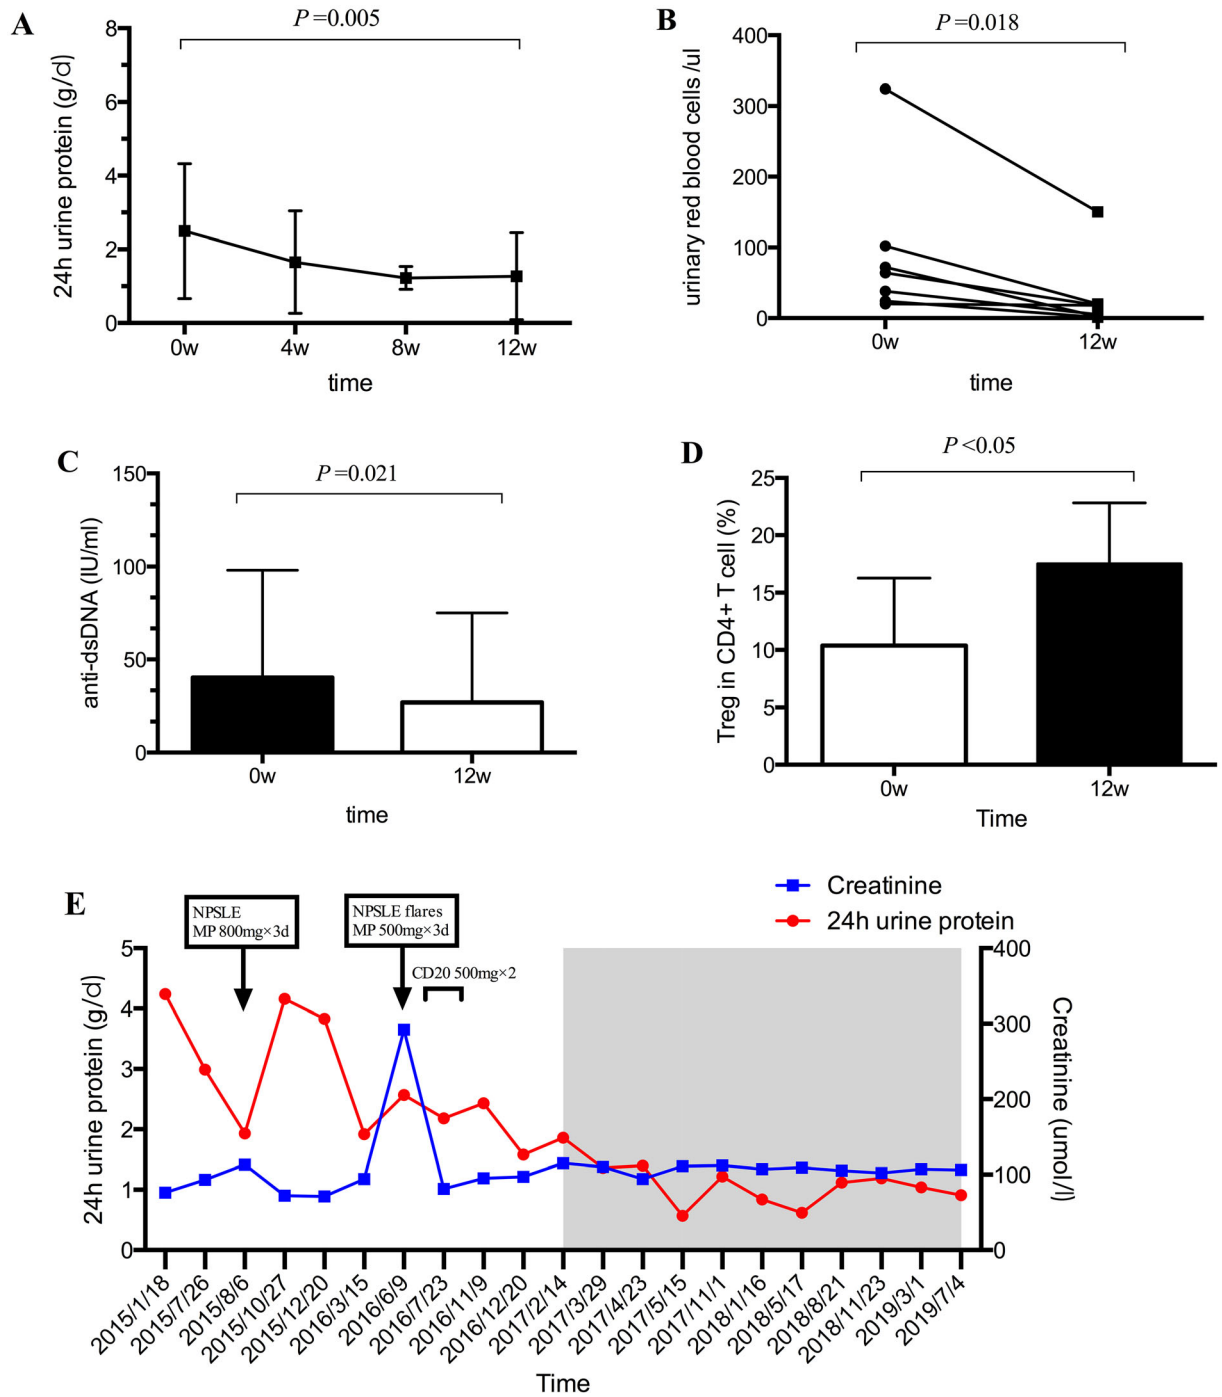 A
P=0.005
8
6
4
2
0
24h urine protein (g/d)
0w 4w 8w 12w
time
B
P=0.018
400
300
200
100
0
urinary red blood cells /ul
0w 12w
time
C
P=0.021
150
100
50
0
anti-dsDNA (IU/ml)
0w 12w
time
D
P<0.05
25
20
15
10
5
0
Treg in CD4+ T cell (%)
0w 12w
Time
E
Creatinine
24h urine protein
NPSLE
MP 800mg×3d
NPSLE flares
MP 500mg×3d
CD20 500mg×2
5
4
3
2
1
0
24h urine protein (g/d)
400
300
200
100
0
Creatinine (umol/l)
2015/1/18
2015/7/26
2015/8/6
2015/10/27
2015/12/20
2016/3/15
2016/6/9
2016/7/23
2016/11/9
2016/12/20
2017/2/14
2017/3/29
2017/4/23
2017/5/15
2017/11/1
2018/1/16
2018/5/17
2018/8/21
2018/11/23
2019/3/1
2019/7/4
Time